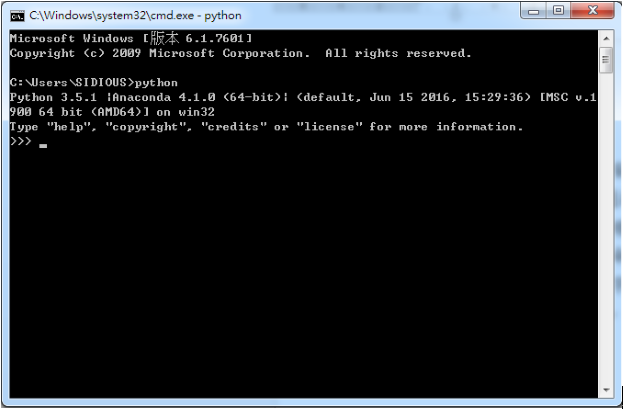 C:\Windows\system32\cmd.exe - python
Microsoft Windows [版本 6.1.7601]
Copyright (c) 2009 Microsoft Corporation.  All rights reserved.
C:\Users\SIDIOUS>python
Python 3.5.1 |Anaconda 4.1.0 (64-bit)| (default, Jun 15 2016, 15:29:36) [MSC v.1
900 64 bit (AMD64)] on win32
Type "help", "copyright", "credits" or "license" for more information.
>>> _